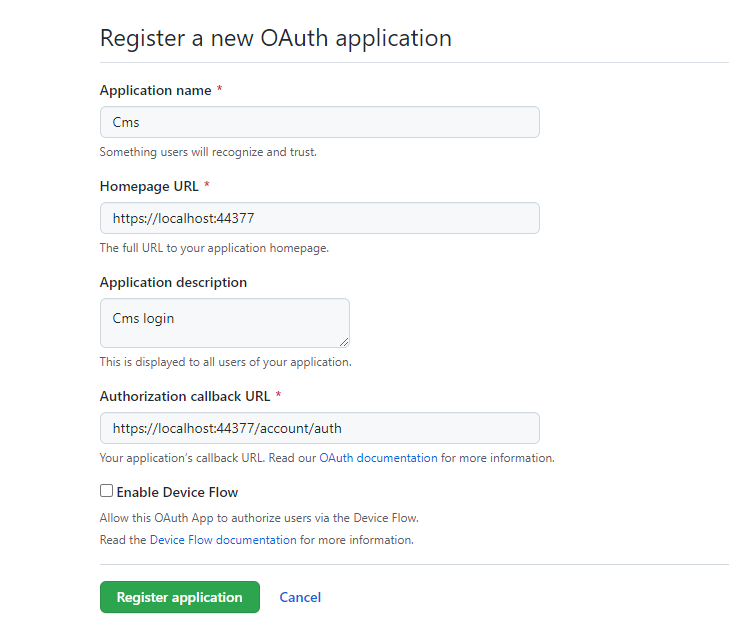 Register a new OAuth application
Application name *
Cms
Something users will recognize and trust.
Homepage URL *
https://localhost:44377
The full URL to your application homepage.
Application description
Cms login
This is displayed to all users of your application.
Authorization callback URL *
https://localhost:44377/account/auth
Your application's callback URL. Read our OAuth documentation for more information.
Enable Device Flow
Allow this OAuth App to authorize users via the Device Flow.
Read the Device Flow documentation for more information.
Register application Cancel